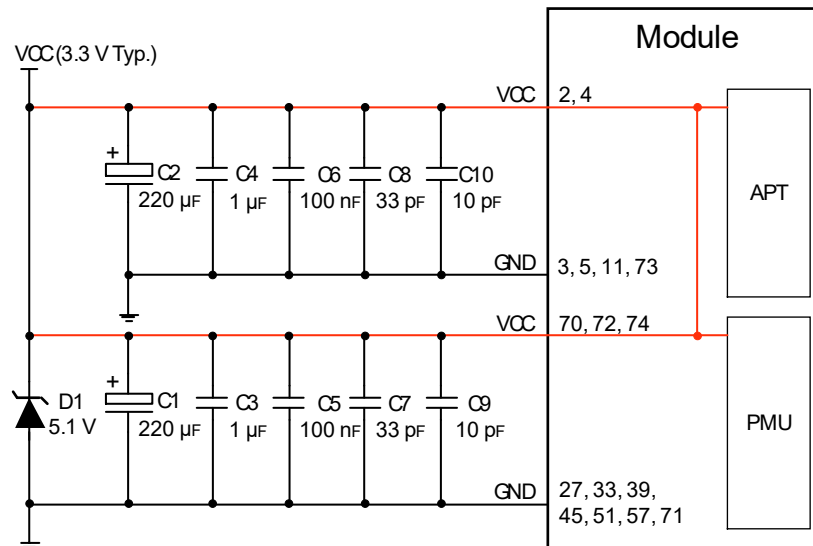 Module
VCC (3.3 V Typ.)
VCC 2, 4
+ C2 C4 C6 C8 C10
220 µF 1 µF 100 nF 33 pF 10 pF
APT
GND 3, 5, 11, 73
VCC 70, 72, 74
D1 + C1 C3 C5 C7 C9
5.1 V 220 µF 1 µF 100 nF 33 pF 10 pF
PMU
GND 27, 33, 39,
45, 51, 57, 71